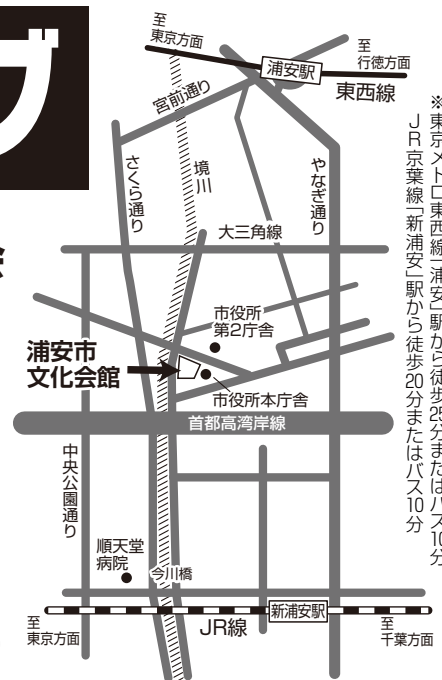 ブ
至
東京方面
浦安駅
至
行徳方面
東西線
宮前通り
さくら通り
境川
やなぎ通り
大三角線
市役所
第2庁舎
浦安市
文化会館
市役所本庁舎
首都高湾岸線
中央公園通り
順天堂
病院
今川橋
至
東京方面
JR線
新浦安駅
至
千葉方面
※東京メトロ東西線「浦安」駅から徒歩25分またはバス10分
JR京葉線「新浦安」駅から徒歩20分またはバス10分